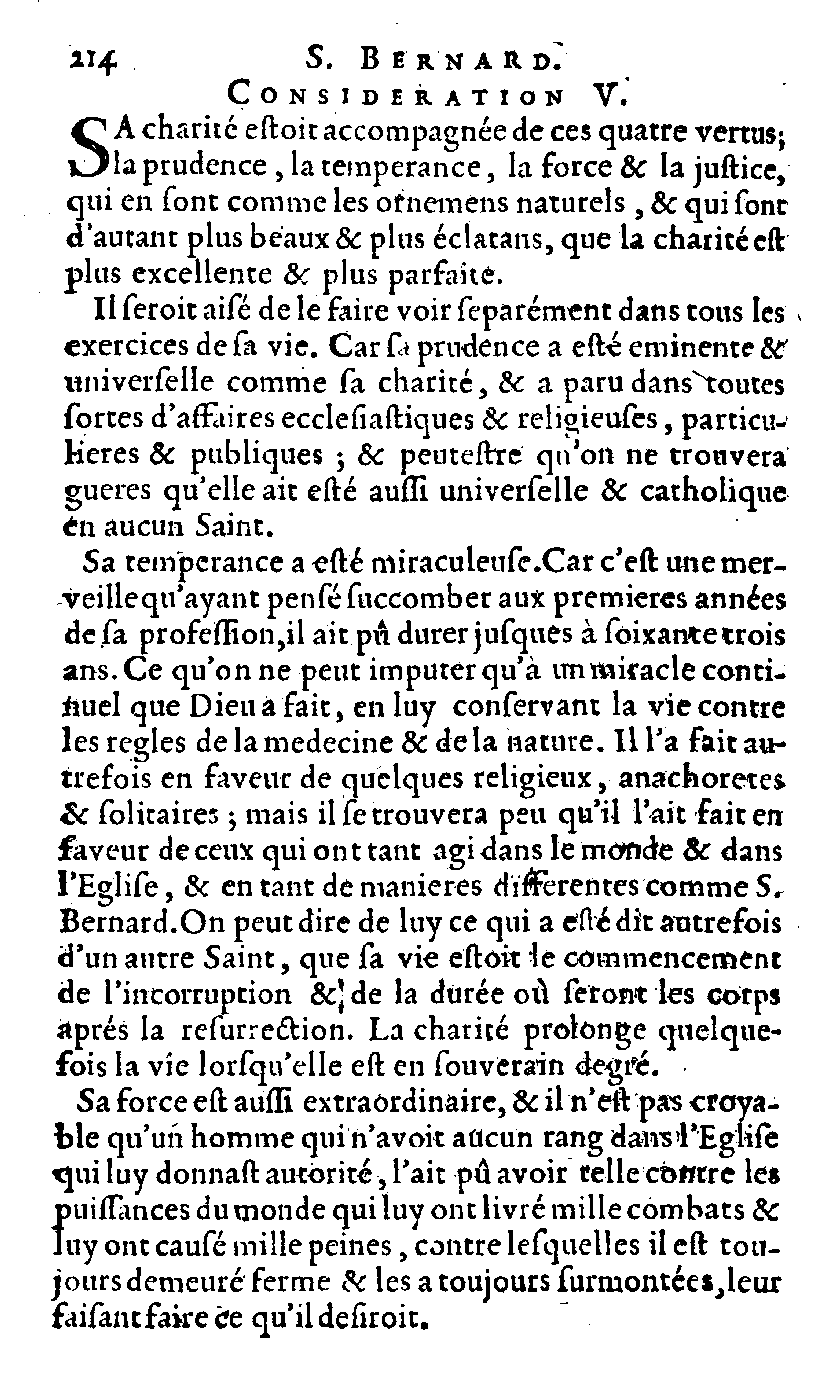 214 S. BERNARD.
CONSIDERATION V.
SA charité eſtoit accompagnée de ces quatre vertus;
la prudence, la temperance, la force & la juſtice,
qui en ſont comme les ornemens naturels, & qui ſont
d'autant plus beaux & plus éclatans, que la charité eſt
plus excellente & plus parfaite.
Il ſeroit aiſé de le faire voir ſeparément dans tous les
exercices de ſa vie. Car ſa prudence a eſté eminente &
univerſelle comme ſa charité, & a paru dans toutes
ſortes d'affaires eccleſiaſtiques & religieuſes, particu-
lieres & publiques ; & peuteſtre qu'on ne trouvera
gueres qu'elle ait eſté auſſi univerſelle & catholique
en aucun Saint.
Sa temperance a eſté miraculeuſe. Car c'eſt une mer-
veille qu'ayant penſé ſuccomber aux premieres années
de ſa profeſſion, il ait pû durer juſques à ſoixante trois
ans. Ce qu'on ne peut imputer qu'à un miracle conti-
nuel que Dieu a fait, en luy conſervant la vie contre
les regles de la medecine & de la nature. Il l'a fait au-
trefois en faveur de quelques religieux, anachoretes
& ſolitaires ; mais il ſe trouvera peu qu'il l'ait fait en
faveur de ceux qui ont tant agi dans le monde & dans
l'Egliſe, & en tant de manieres differentes comme S.
Bernard. On peut dire de luy ce qui a eſté dit autrefois
d'un autre Saint, que ſa vie eſtoit le commencement
de l'incorruption & de la durée où ſeront les corps
aprés la reſurrection. La charité prolonge quelque-
fois la vie lorſqu'elle eſt en ſouverain degré.
Sa force eſt auſſi extraordinaire, & il n'eſt pas croya-
ble qu'un homme qui n'avoit aucun rang dans l'Egliſe
qui luy donnaſt autorité, l'ait pû avoir telle contre les
puiſſances du monde qui luy ont livré mille combats &
luy ont cauſé mille peines, contre leſquelles il eſt tou-
jours demeuré ferme & les a toujours ſurmontées, leur
faiſant faire ce qu'il deſiroit.